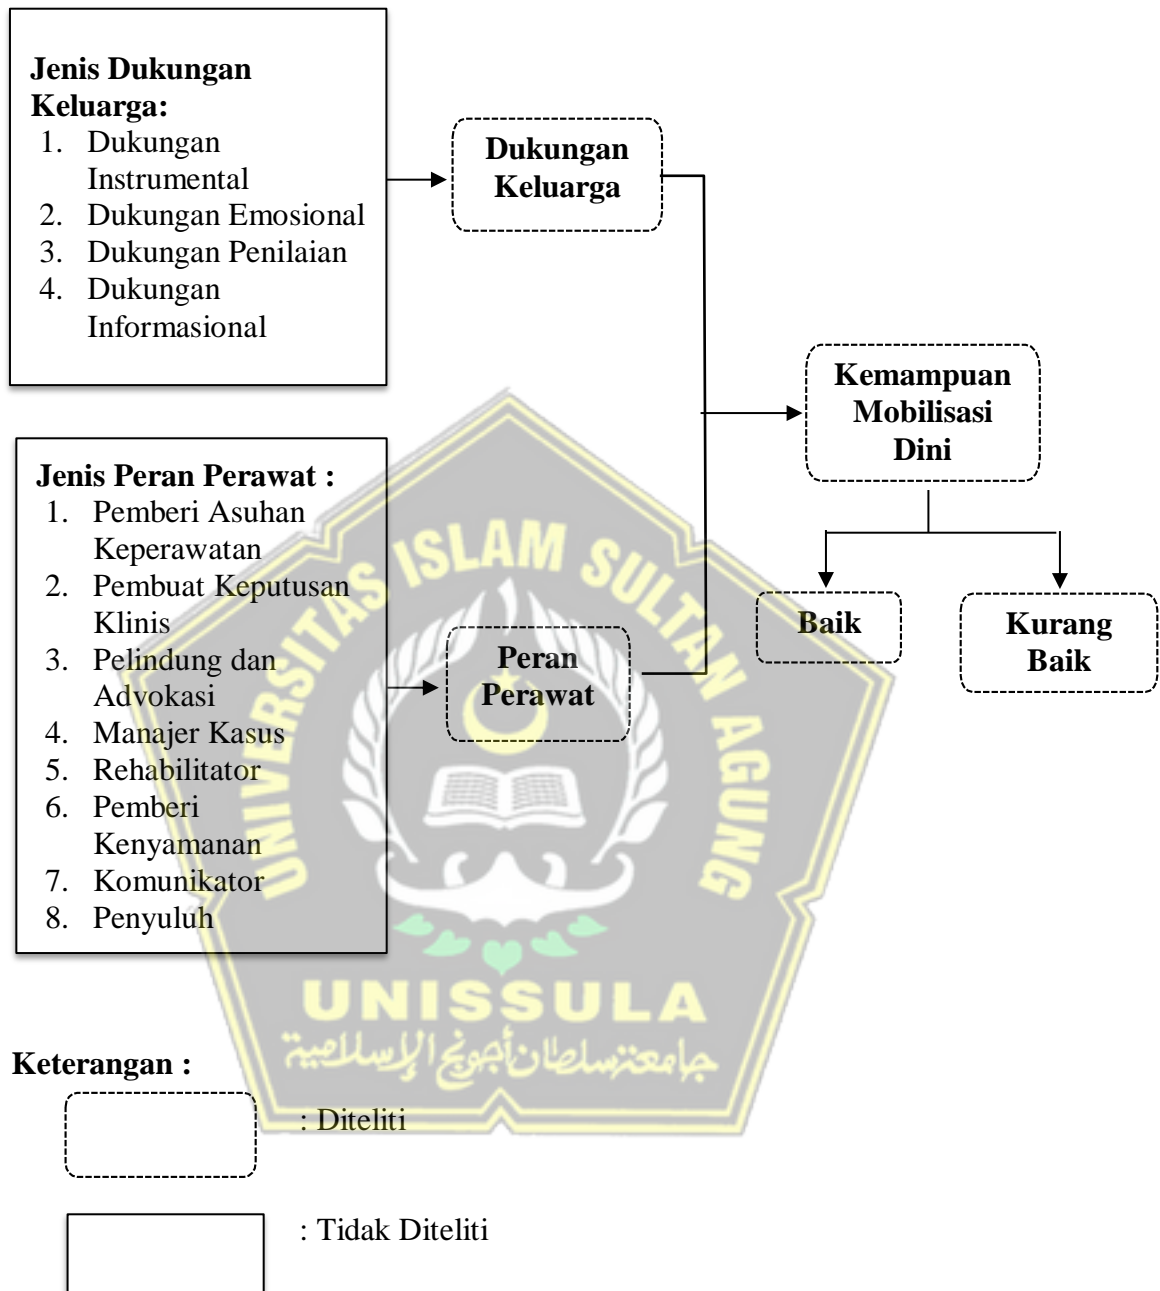 Jenis Dukungan
Keluarga:
1. Dukungan
Instrumental
2. Dukungan Emosional
3. Dukungan Penilaian
4. Dukungan
Informasional
Dukungan
Keluarga
Kemampuan
Mobilisasi
Dini
Baik
Kurang
Baik
Jenis Peran Perawat :
1. Pemberi Asuhan
Keperawatan
2. Pembuat Keputusan
Klinis
3. Pelindung dan
Advokasi
4. Manajer Kasus
5. Rehabilitator
6. Pemberi
Kenyamanan
7. Komunikator
8. Penyuluh
Peran
Perawat
UNIVERSITAS ISLAM SULTAN AGUNG
UNISSULA
جامعة سلطان أجونج الإسلامية
Keterangan :
: Diteliti
: Tidak Diteliti